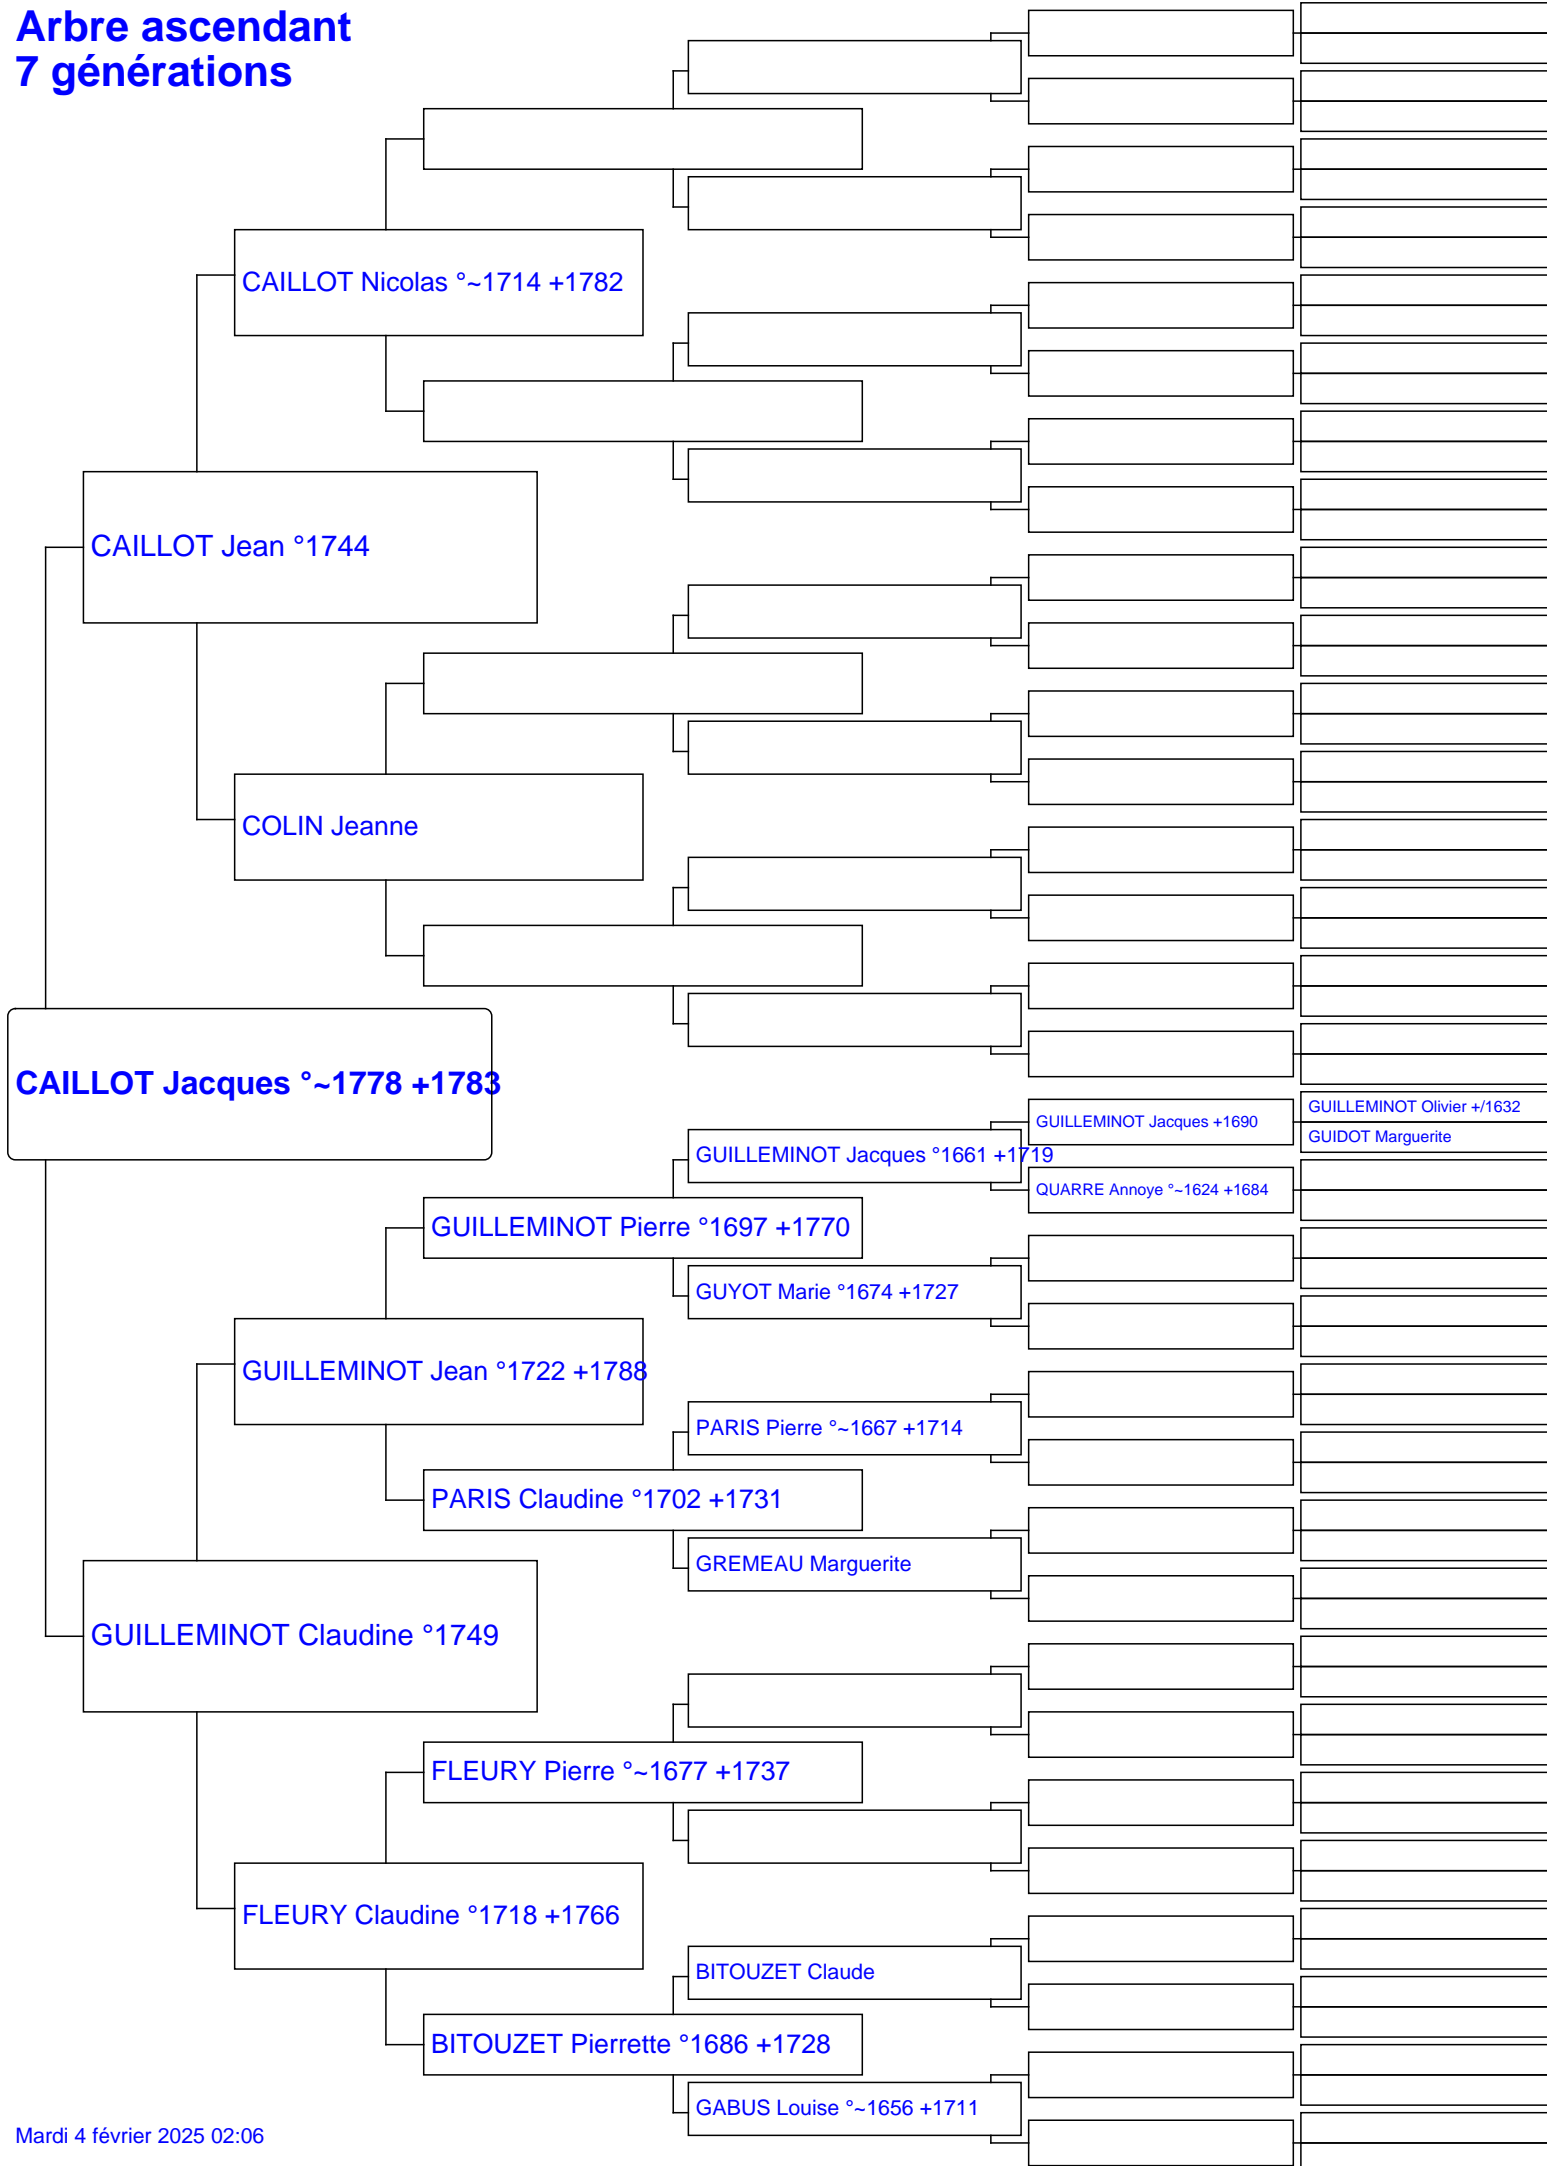 Arbre ascendant
7 générations
CAILLOT Nicolas °~1714 +1782
CAILLOT Jean °1744
COLIN Jeanne
CAILLOT Jacques °~1778 +1783
GUILLEMINOT Olivier +/1632
GUILLEMINOT Jacques +1690
GUIDOT Marguerite
GUILLEMINOT Jacques °1661 +1719
QUARRE Annoye °~1624 +1684
GUILLEMINOT Pierre °1697 +1770
GUYOT Marie °1674 +1727
GUILLEMINOT Jean °1722 +1788
PARIS Pierre °~1667 +1714
PARIS Claudine °1702 +1731
GREMEAU Marguerite
GUILLEMINOT Claudine °1749
FLEURY Pierre °~1677 +1737
FLEURY Claudine °1718 +1766
BITOUZET Claude
BITOUZET Pierrette °1686 +1728
GABUS Louise °~1656 +1711
Mardi 4 février 2025 02:06